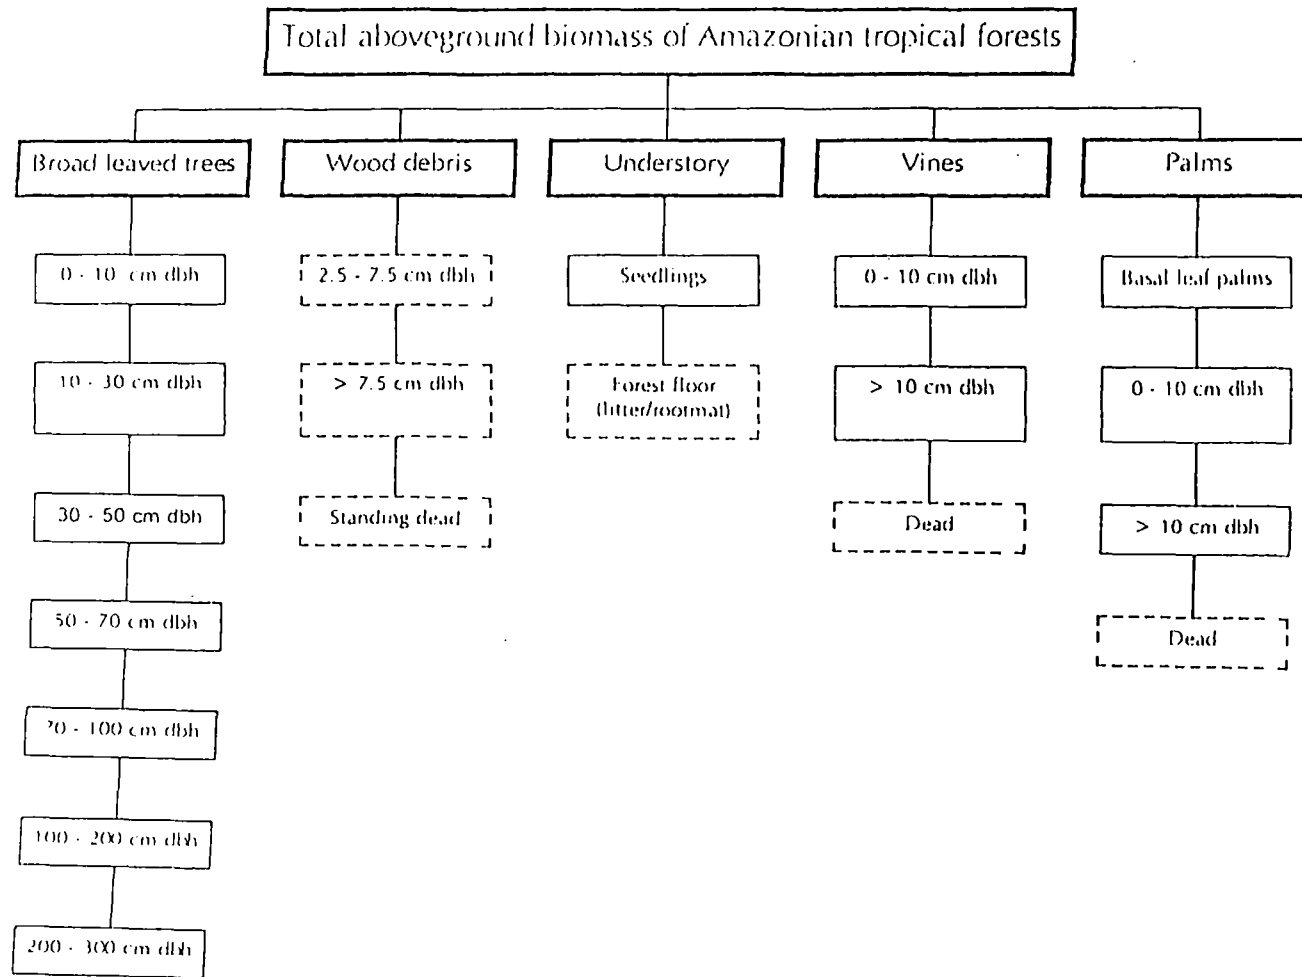 Total aboveground biomass of Amazonian tropical forests
Broad leaved trees
0 - 10 cm dbh
10 - 30 cm dbh
30 - 50 cm dbh
50 - 70 cm dbh
70 - 100 cm dbh
100 - 200 cm dbh
200 - 300 cm dbh
Wood debris
2.5 - 7.5 cm dbh
> 7.5 cm dbh
Standing dead
Understory
Seedlings
Forest floor
(litter/rootmat)
Vines
0 - 10 cm dbh
> 10 cm dbh
Dead
Palms
Basal leaf palms
0 - 10 cm dbh
> 10 cm dbh
Dead